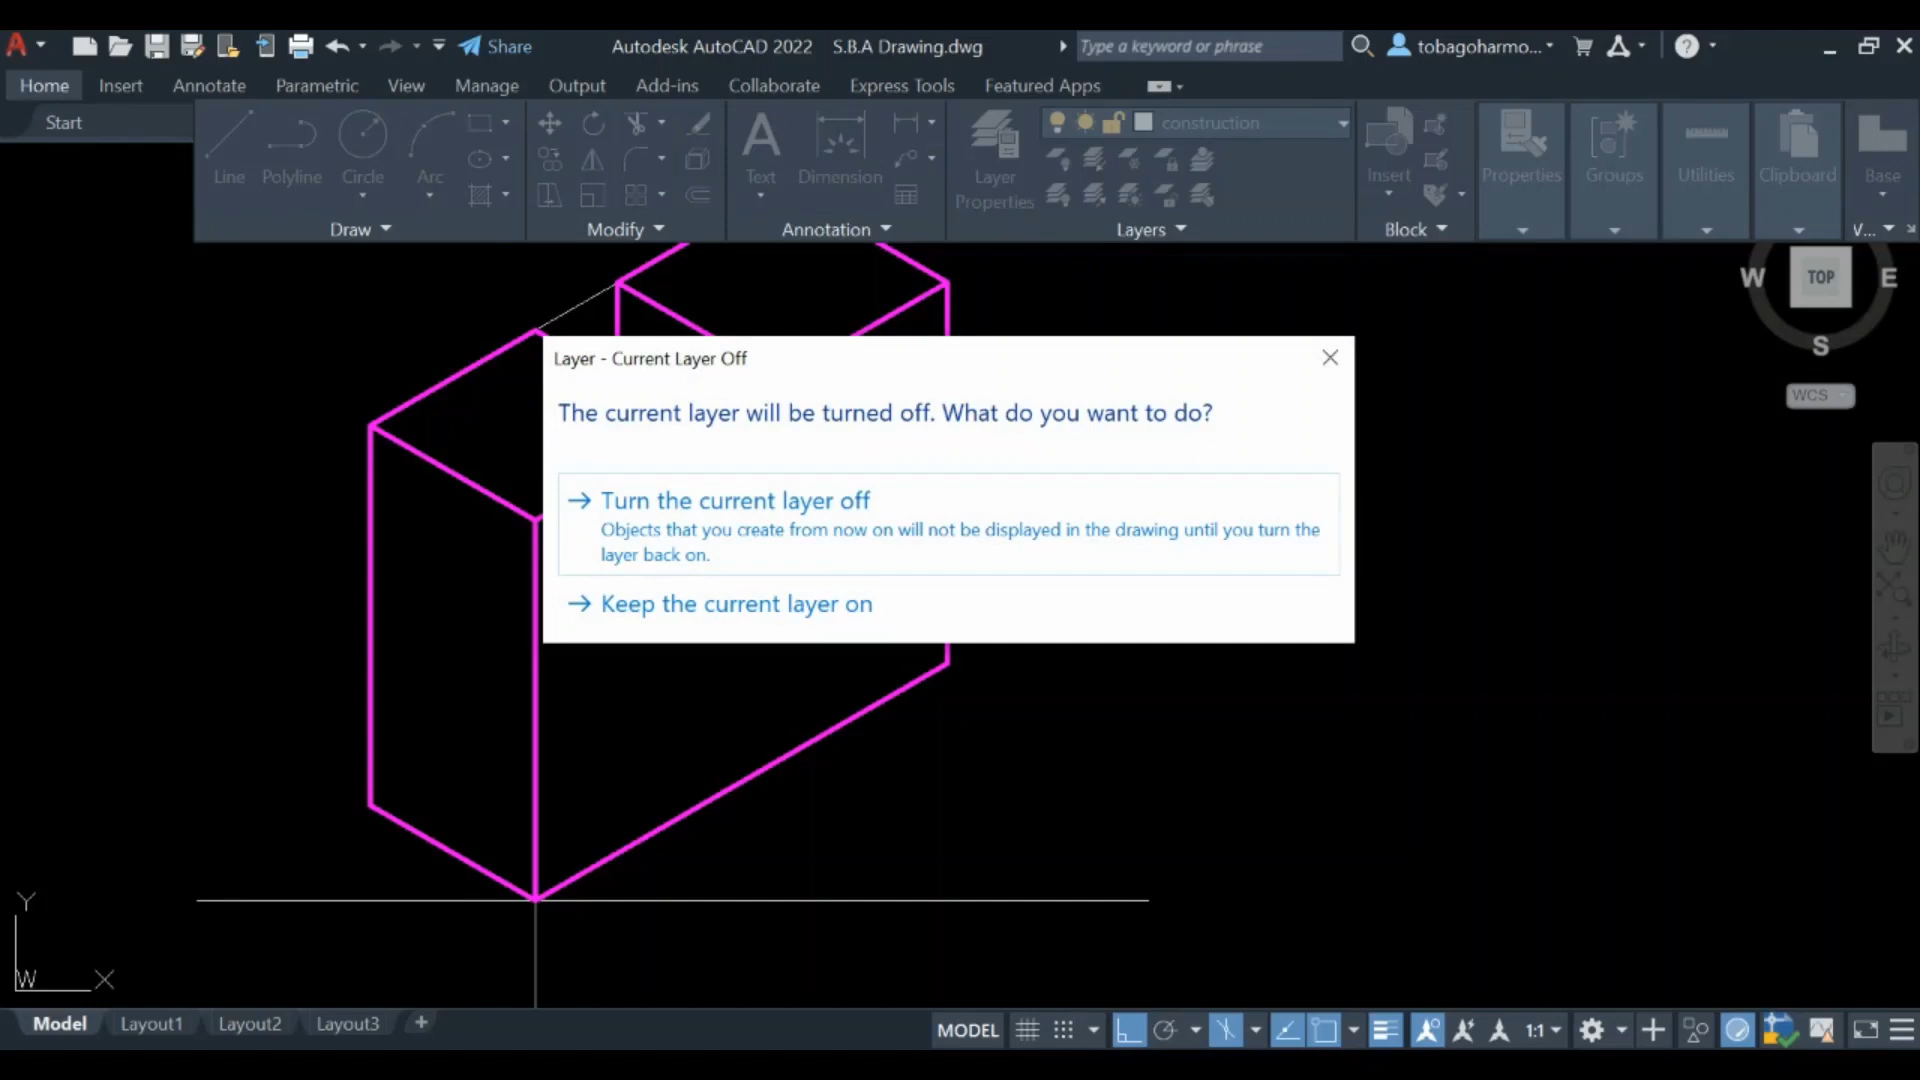 Share
Autodesk AutoCAD 2022 S.B.A Drawing.dwg
Type a keyword or phrase
tobagoharmo...
Home Insert Annotate Parametric View Manage Output Add-ins Collaborate Express Tools Featured Apps
Start
construction
Line Polyline Circle Arc
Text Dimension
Layer
Properties
Insert
Properties Groups Utilities Clipboard Base
Draw Modify Annotation Layers Block V...
W TOP E
S
WCS
Layer - Current Layer Off
The current layer will be turned off. What do you want to do?
Turn the current layer off
Objects that you create from now on will not be displayed in the drawing until you turn the
layer back on.
Keep the current layer on
Y
W X
Model Layout1 Layout2 Layout3 +
MODEL 1:1